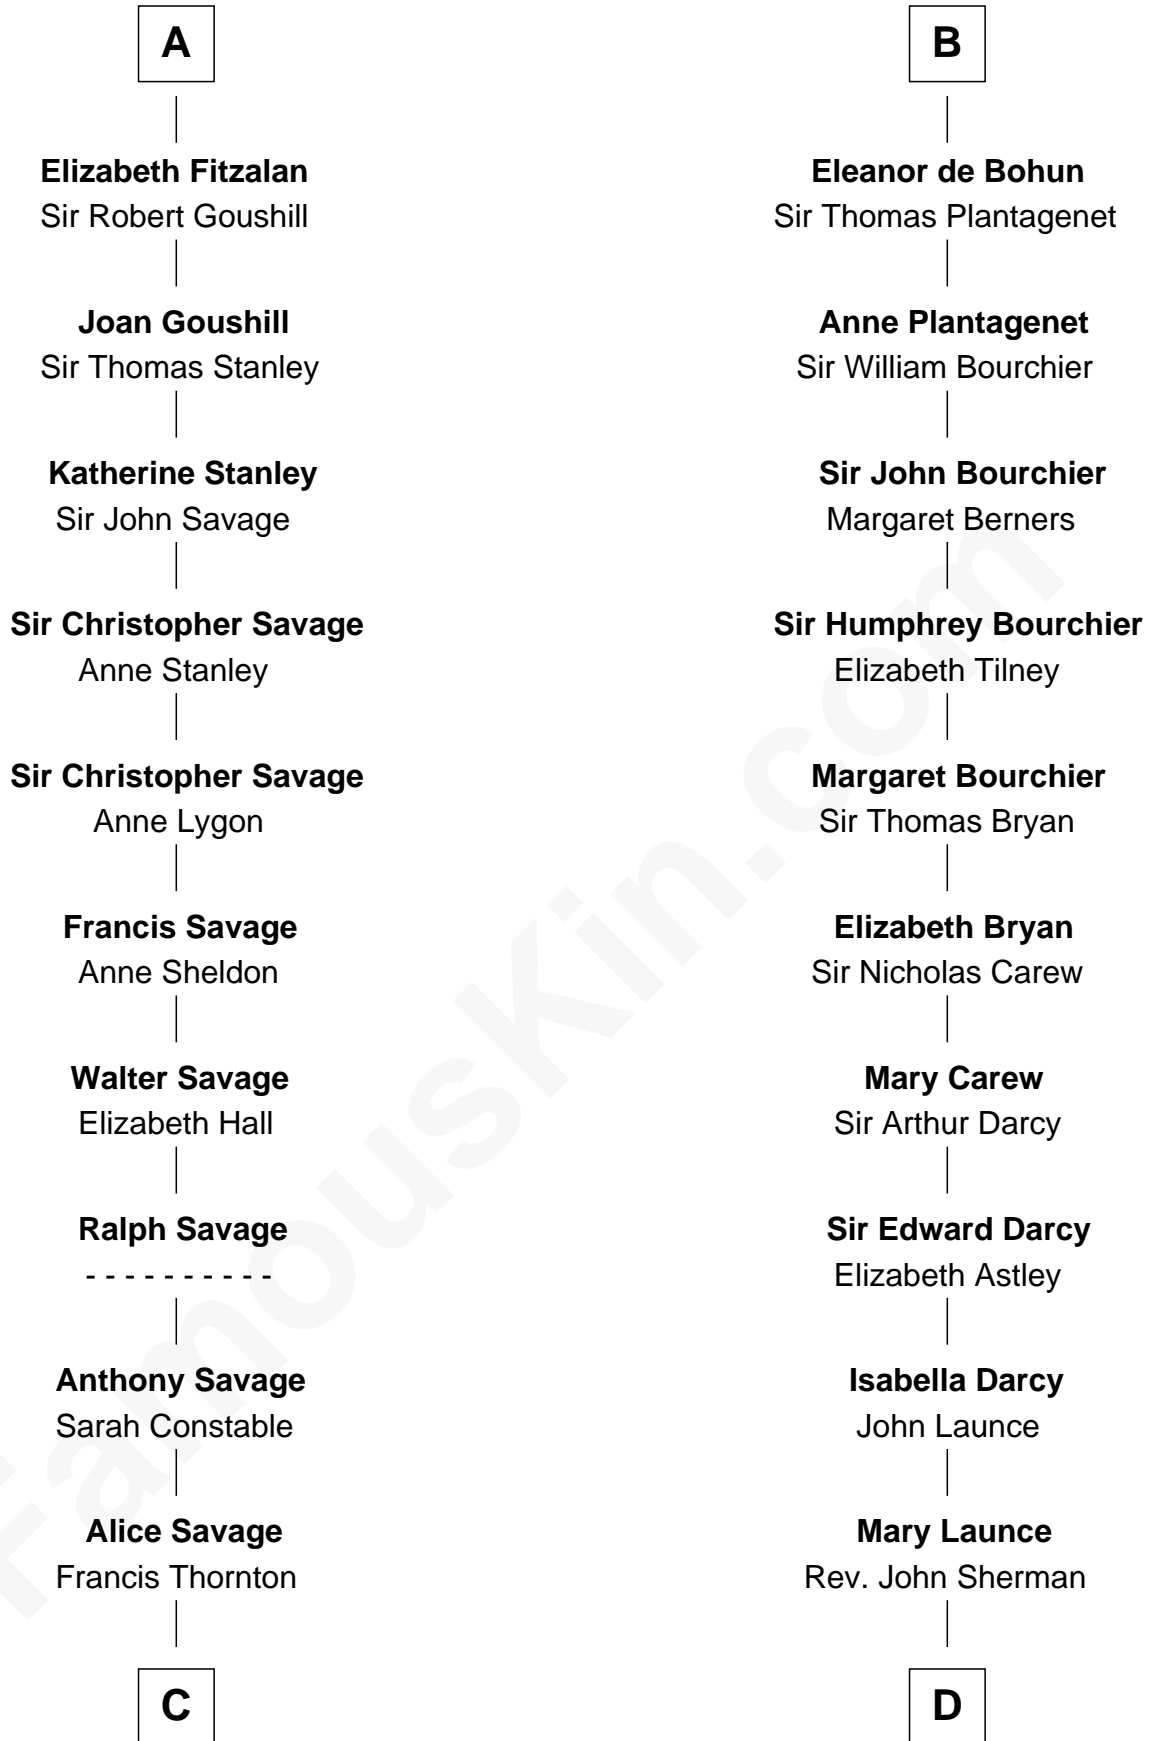 A
Elizabeth Fitzalan
Sir Robert Goushill
Joan Goushill
Sir Thomas Stanley
Katherine Stanley
Sir John Savage
Sir Christopher Savage
Anne Stanley
Sir Christopher Savage
Anne Lygon
Francis Savage
Anne Sheldon
Walter Savage
Elizabeth Hall
Ralph Savage
- - - - - - - - - -
Anthony Savage
Sarah Constable
Alice Savage
Francis Thornton
C
B
Eleanor de Bohun
Sir Thomas Plantagenet
Anne Plantagenet
Sir William Bourchier
Sir John Bourchier
Margaret Berners
Sir Humphrey Bourchier
Elizabeth Tilney
Margaret Bourchier
Sir Thomas Bryan
Elizabeth Bryan
Sir Nicholas Carew
Mary Carew
Sir Arthur Darcy
Sir Edward Darcy
Elizabeth Astley
Isabella Darcy
John Launce
Mary Launce
Rev. John Sherman
D
FamousKin.com